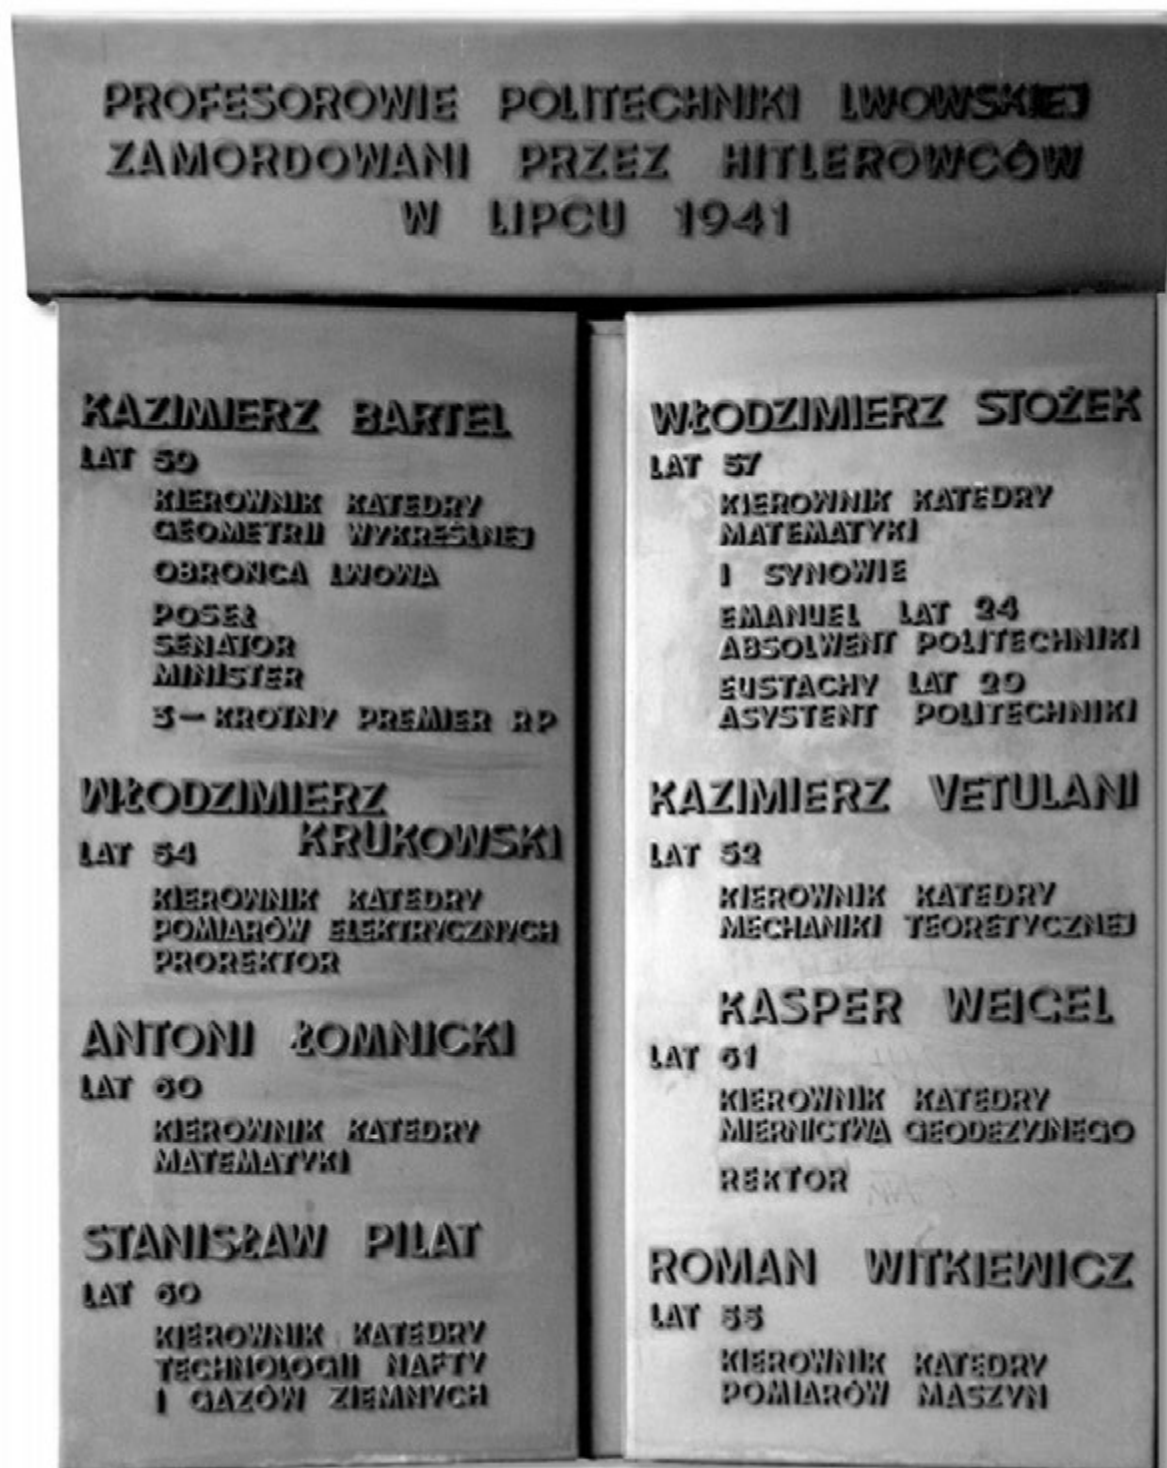 PROFESOROWIE POLITECHNIKI LWOWSKIEJ
ZAMORDOWANI PRZEZ HITLEROWCÓW
W LIPCU 1941
KAZIMIERZ BARTEL
LAT 59
KIEROWNIK KATEDRY
GEOMETRII WYKREŚLNEJ
OBROŃCA LWOWA
POSEŁ
SENATOR
MINISTER
3-KROTNY PREMIER RP
WŁODZIMIERZ
KRUKOWSKI
LAT 54
KIEROWNIK KATEDRY
POMIARÓW ELEKTRYCZNYCH
PROREKTOR
ANTONI ŁOMNICKI
LAT 60
KIEROWNIK KATEDRY
MATEMATYKI
STANISŁAW PILAT
LAT 60
KIEROWNIK KATEDRY
TECHNOLOGII NAFTY
I GAZÓW ZIEMNYCH
WŁODZIMIERZ STOŻEK
LAT 57
KIEROWNIK KATEDRY
MATEMATYKI
I SYNOWIE
EMANUEL LAT 24
ABSOLWENT POLITECHNIKI
EUSTACHY LAT 29
ASYSTENT POLITECHNIKI
KAZIMIERZ VETULANI
LAT 52
KIEROWNIK KATEDRY
MECHANIKI TEORETYCZNEJ
KASPER WEIGEL
LAT 61
KIEROWNIK KATEDRY
MIERNICTWA GEODEZYJNEGO
REKTOR
ROMAN WITKIEWICZ
LAT 55
KIEROWNIK KATEDRY
POMIARÓW MASZYN